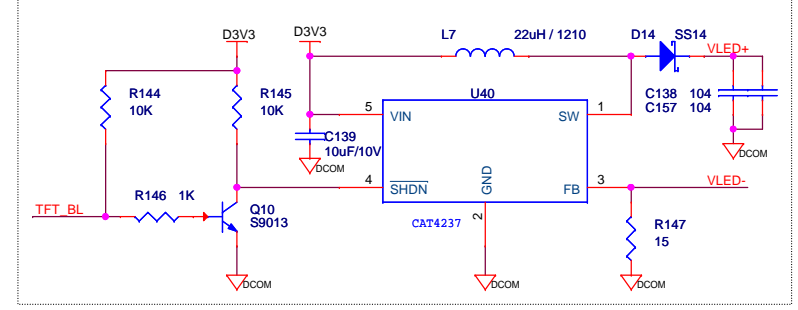 D3V3
D3V3
L7
22uH / 1210
D14
SS14
VLED+
R144
10K
R145
10K
U40
C138 104
C157 104
5
VIN
SW
1
C139
10uF/10V
DCOM
DCOM
4
SHDN
GND
FB
3
VLED-
R146 1K
TFT_BL
Q10
S9013
2
CAT4237
R147
15
DCOM
DCOM
DCOM